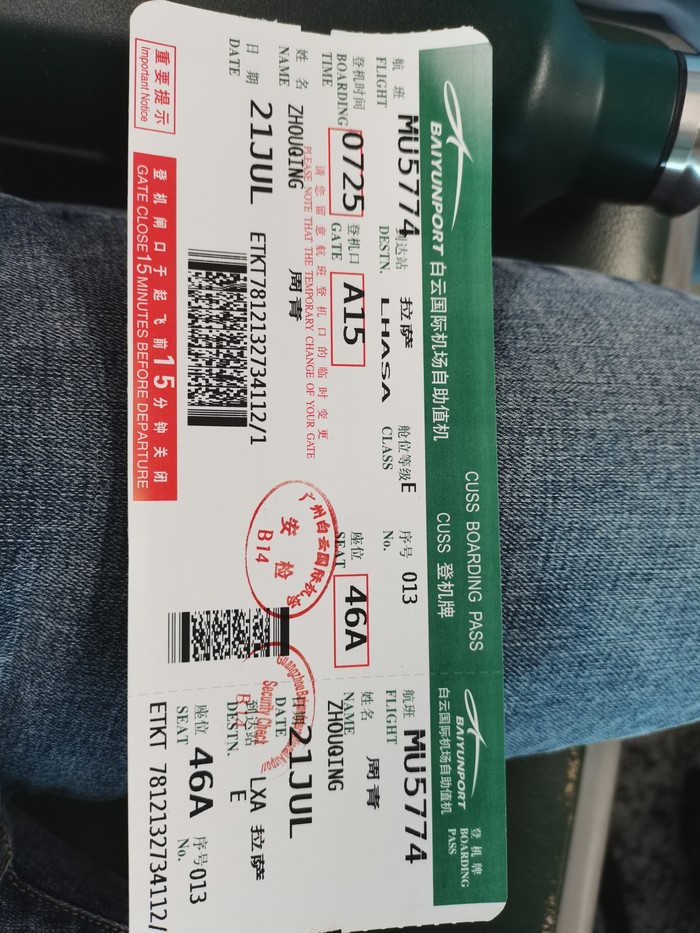 BAIYUNPORT 白云国际机场自助值机
CUSS BOARDING PASS
CUSS 登机牌
航班 FLIGHT MU5774
到达站 DESTN. 拉萨 LHASA
舱位等级 CLASS E
序号 No. 013
登机时间 BOARDING TIME 0725
登机口 GATE A15
座位 SEAT 46A
请您留意航班登机口的临时变更
PLEASE NOTE THAT THE TEMPORARY CHANGE OF YOUR GATE
姓名 NAME ZHOUQING 周青
日期 DATE 21JUL
ETKT7812132734112/1
广州白云国际机场
安检
B14
重要提示
Important Notice
登机闸口于起飞前15分钟关闭
GATE CLOSE 15 MINUTES BEFORE DEPARTURE
BAIYUNPORT
白云国际机场自助值机
登机牌
BOARDING PASS
航班 FLIGHT MU5774
姓名 NAME 周青
ZHOUQING
日期 DATE 21JUL
到达站 DESTN. LXA 拉萨
E
座位 SEAT 46A
序号 No. 013
ETKT 7812132734112/
Security Check
B14